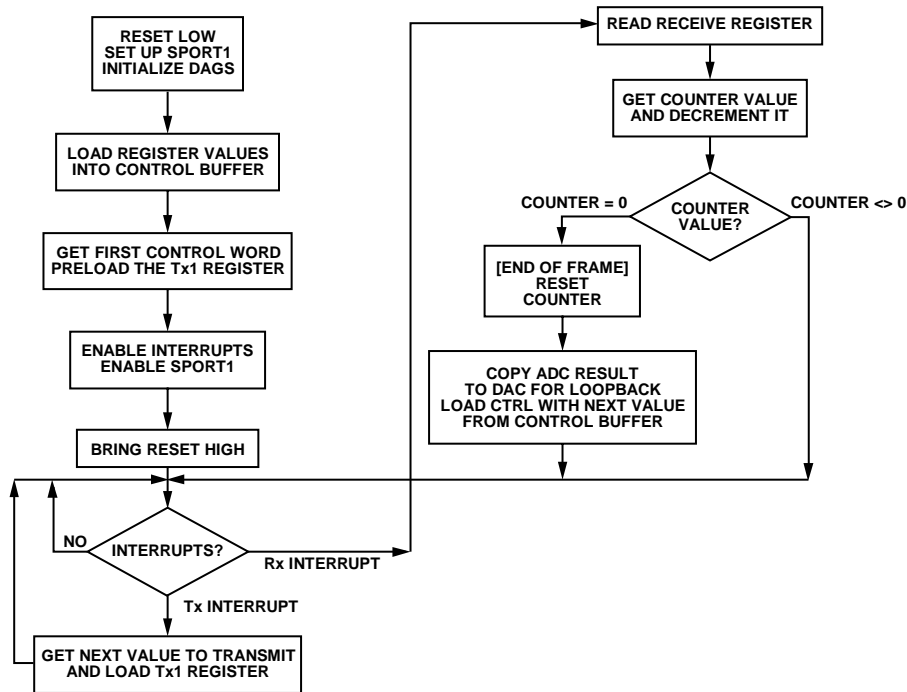 RESET LOW
SET UP SPORT1
INITIALIZE DAGS
LOAD REGISTER VALUES
INTO CONTROL BUFFER
GET FIRST CONTROL WORD
PRELOAD THE Tx1 REGISTER
ENABLE INTERRUPTS
ENABLE SPORT1
BRING RESET HIGH
NO
INTERRUPTS?
Rx INTERRUPT
Tx INTERRUPT
GET NEXT VALUE TO TRANSMIT
AND LOAD Tx1 REGISTER
READ RECEIVE REGISTER
GET COUNTER VALUE
AND DECREMENT IT
COUNTER = 0
COUNTER
VALUE?
COUNTER <> 0
[END OF FRAME]
RESET
COUNTER
COPY ADC RESULT
TO DAC FOR LOOPBACK
LOAD CTRL WITH NEXT VALUE
FROM CONTROL BUFFER